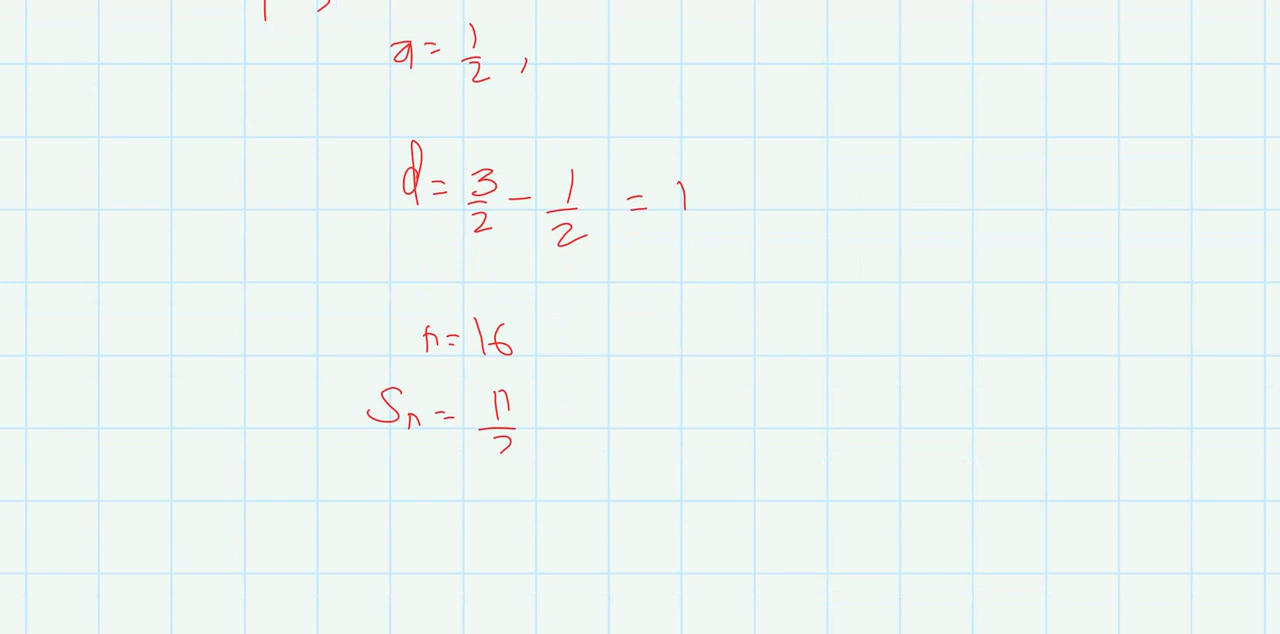 a = 1/2 ,
d = 3/2 - 1/2 = 1
n = 16
Sn = n/2